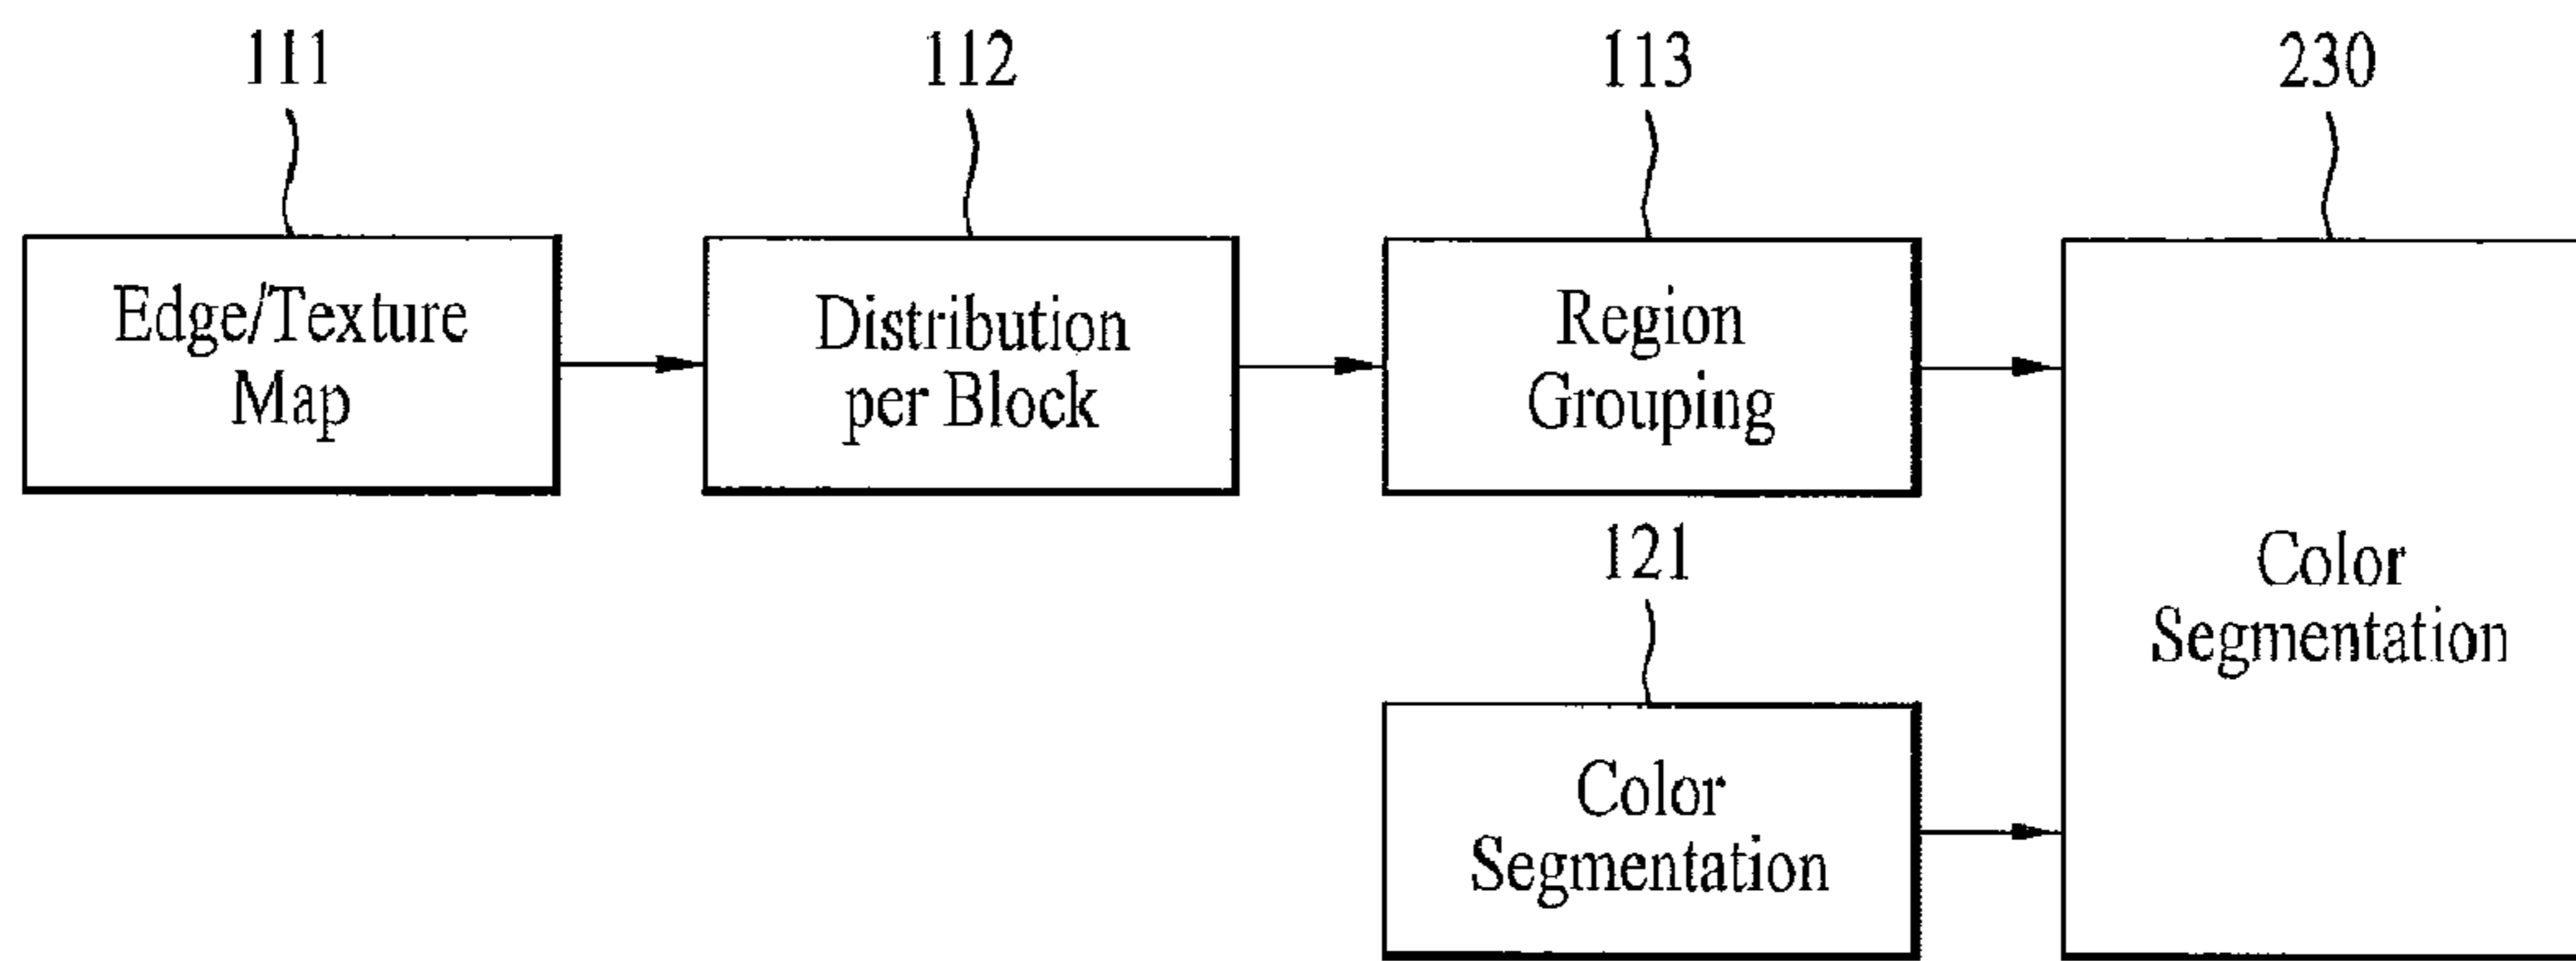 111
112
113
230
Edge/Texture
Map
Distribution
per Block
Region
Grouping
121
Color
Segmentation
Color
Segmentation